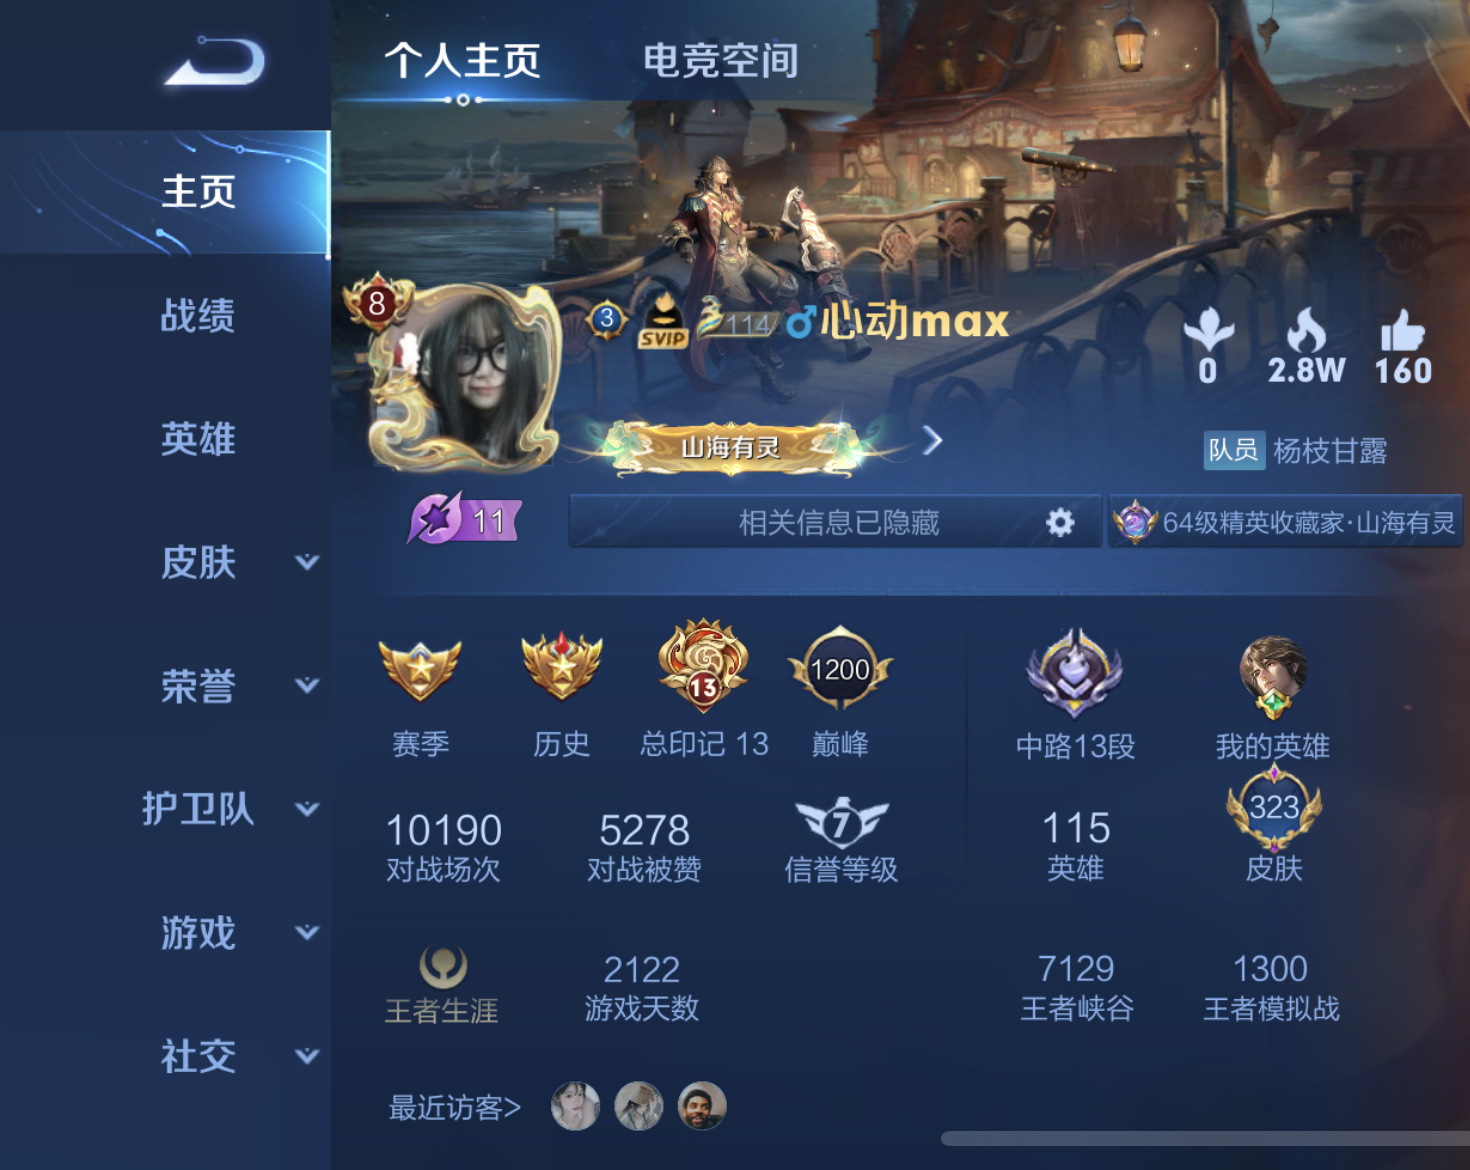 个人主页
电竞空间
主页
战绩
英雄
皮肤
荣誉
护卫队
游戏
社交
8
3
SVIP
114
心动max
0
2.8W
160
山海有灵
队员 杨枝甘露
11
相关信息已隐藏
2
64级精英收藏家·山海有灵
赛季
历史
13
总印记 13
1200
巅峰
中路13段
我的英雄
10190
对战场次
5278
对战被赞
7
信誉等级
115
英雄
323
皮肤
王者生涯
2122
游戏天数
7129
王者峡谷
1300
王者模拟战
最近访客>